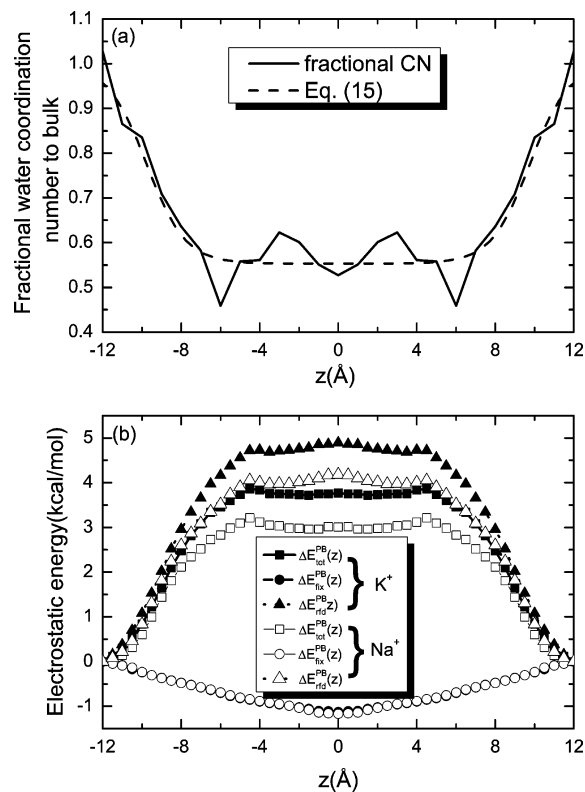 (a)
fractional CN
Eq. (15)
Fractional water coordination
number to bulk
1.1
1.0
0.9
0.8
0.7
0.6
0.5
0.4
-12 -8 -4 0 4 8 12
z(Å)
(b)
Electrostatic energy(kcal/mol)
5
4
3
2
1
0
-1
ΔE^PB_tot(z)
ΔE^PB_fix(z) K+
ΔE^PB_rfd z)
ΔE^PB_tot(z)
ΔE^PB_fix(z) Na+
ΔE^PB_rfd(z)
-12 -8 -4 0 4 8 12
z(Å)